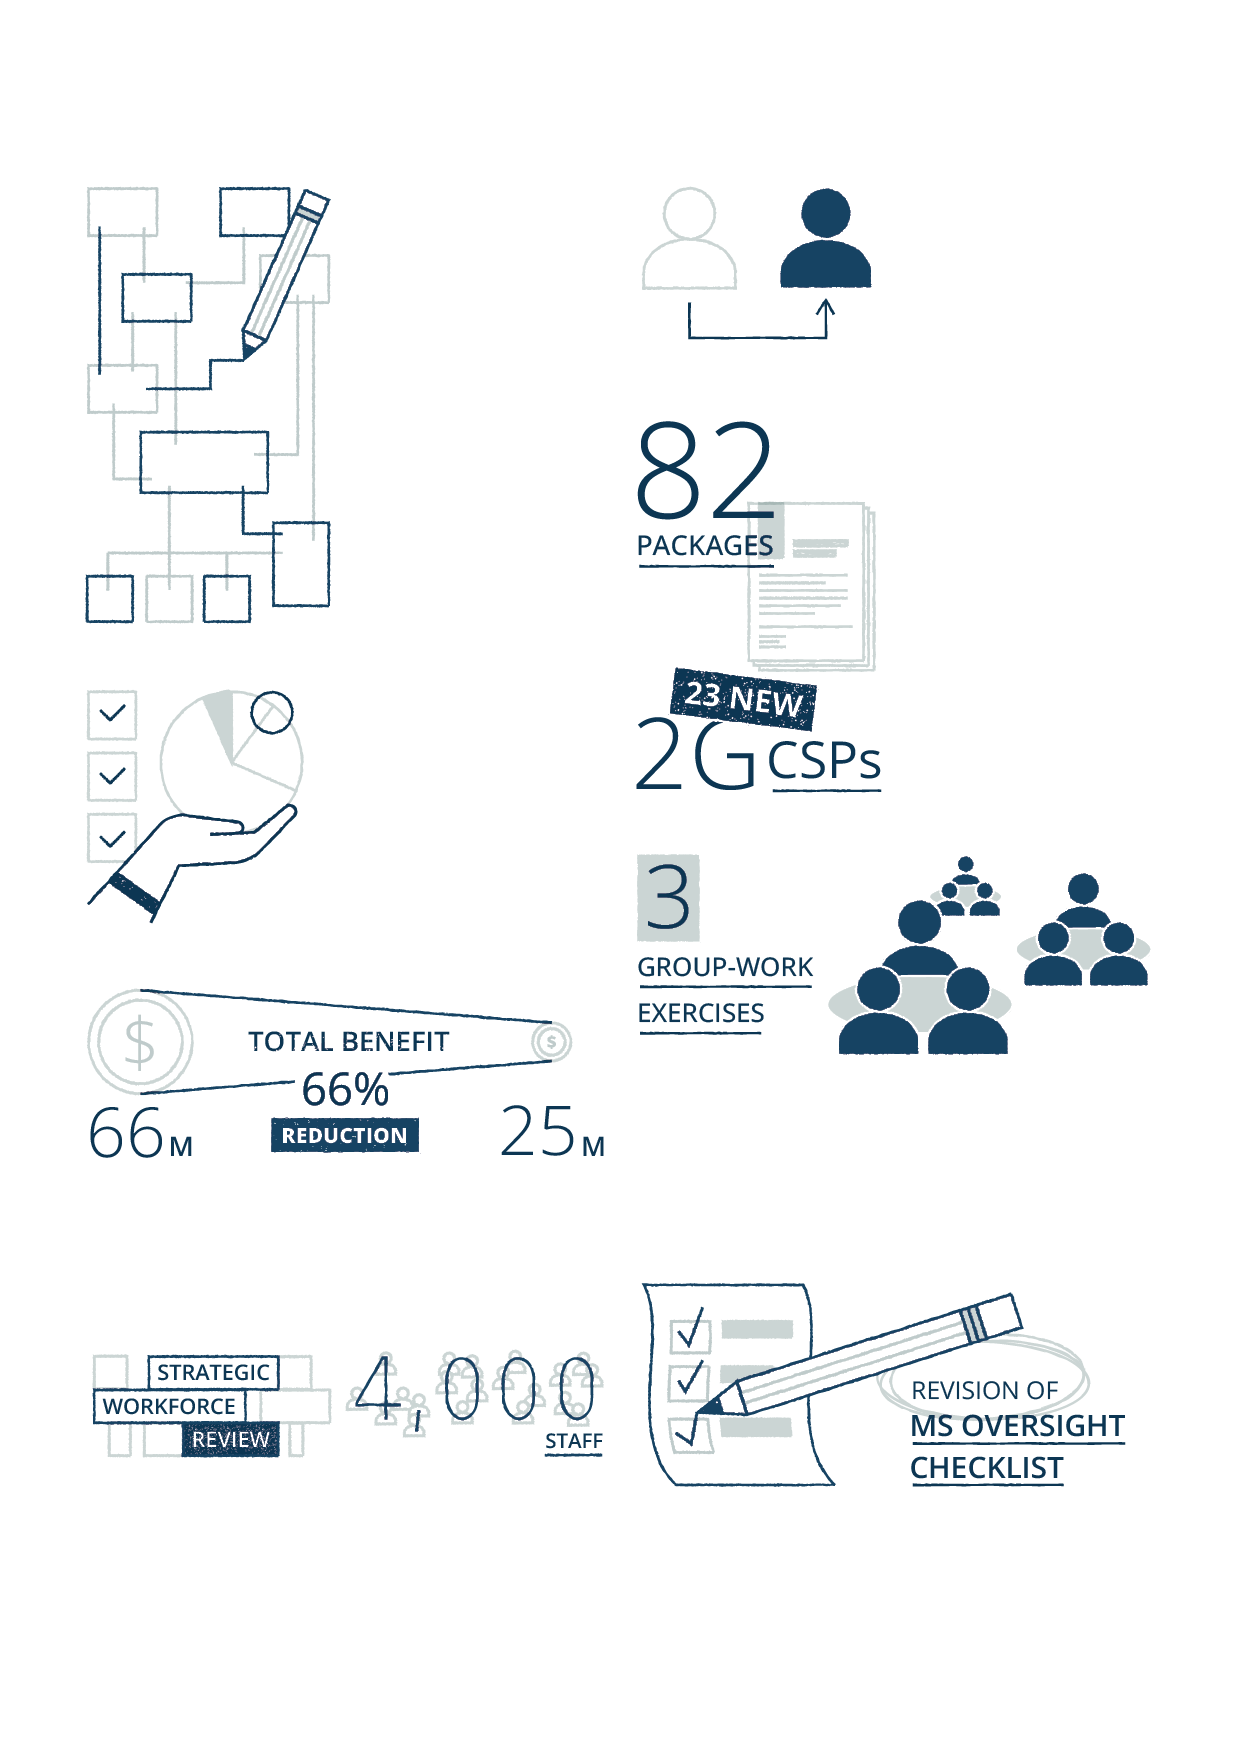 82
PACKAGES
23 NEW
2G CSPs
3
GROUP-WORK
EXERCISES
$ $
TOTAL BENEFIT
66%
REDUCTION
66M
25M
STRATEGIC
WORKFORCE
REVIEW
4,000
STAFF
REVISION OF
MS OVERSIGHT
CHECKLIST